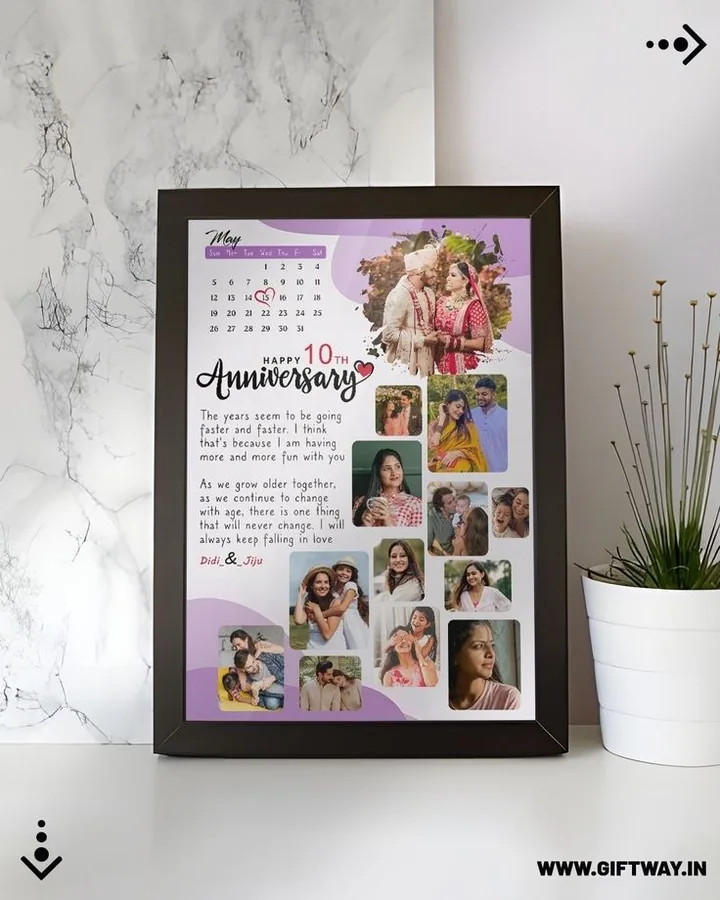 May
Sun Mon Tue Wed Thu Fri Sat
1 2 3 4
5 6 7 8 9 10 11
12 13 14 15 16 17 18
19 20 21 22 23 24 25
26 27 28 29 30 31
HAPPY 10TH
Anniversary
The years seem to be going
faster and faster. I think
that's because I am having
more and more fun with you
As we grow older together,
as we continue to change
with age, there is one thing
that will never change. I will
always keep falling in love
Didi_&_Jiju
WWW.GIFTWAY.IN